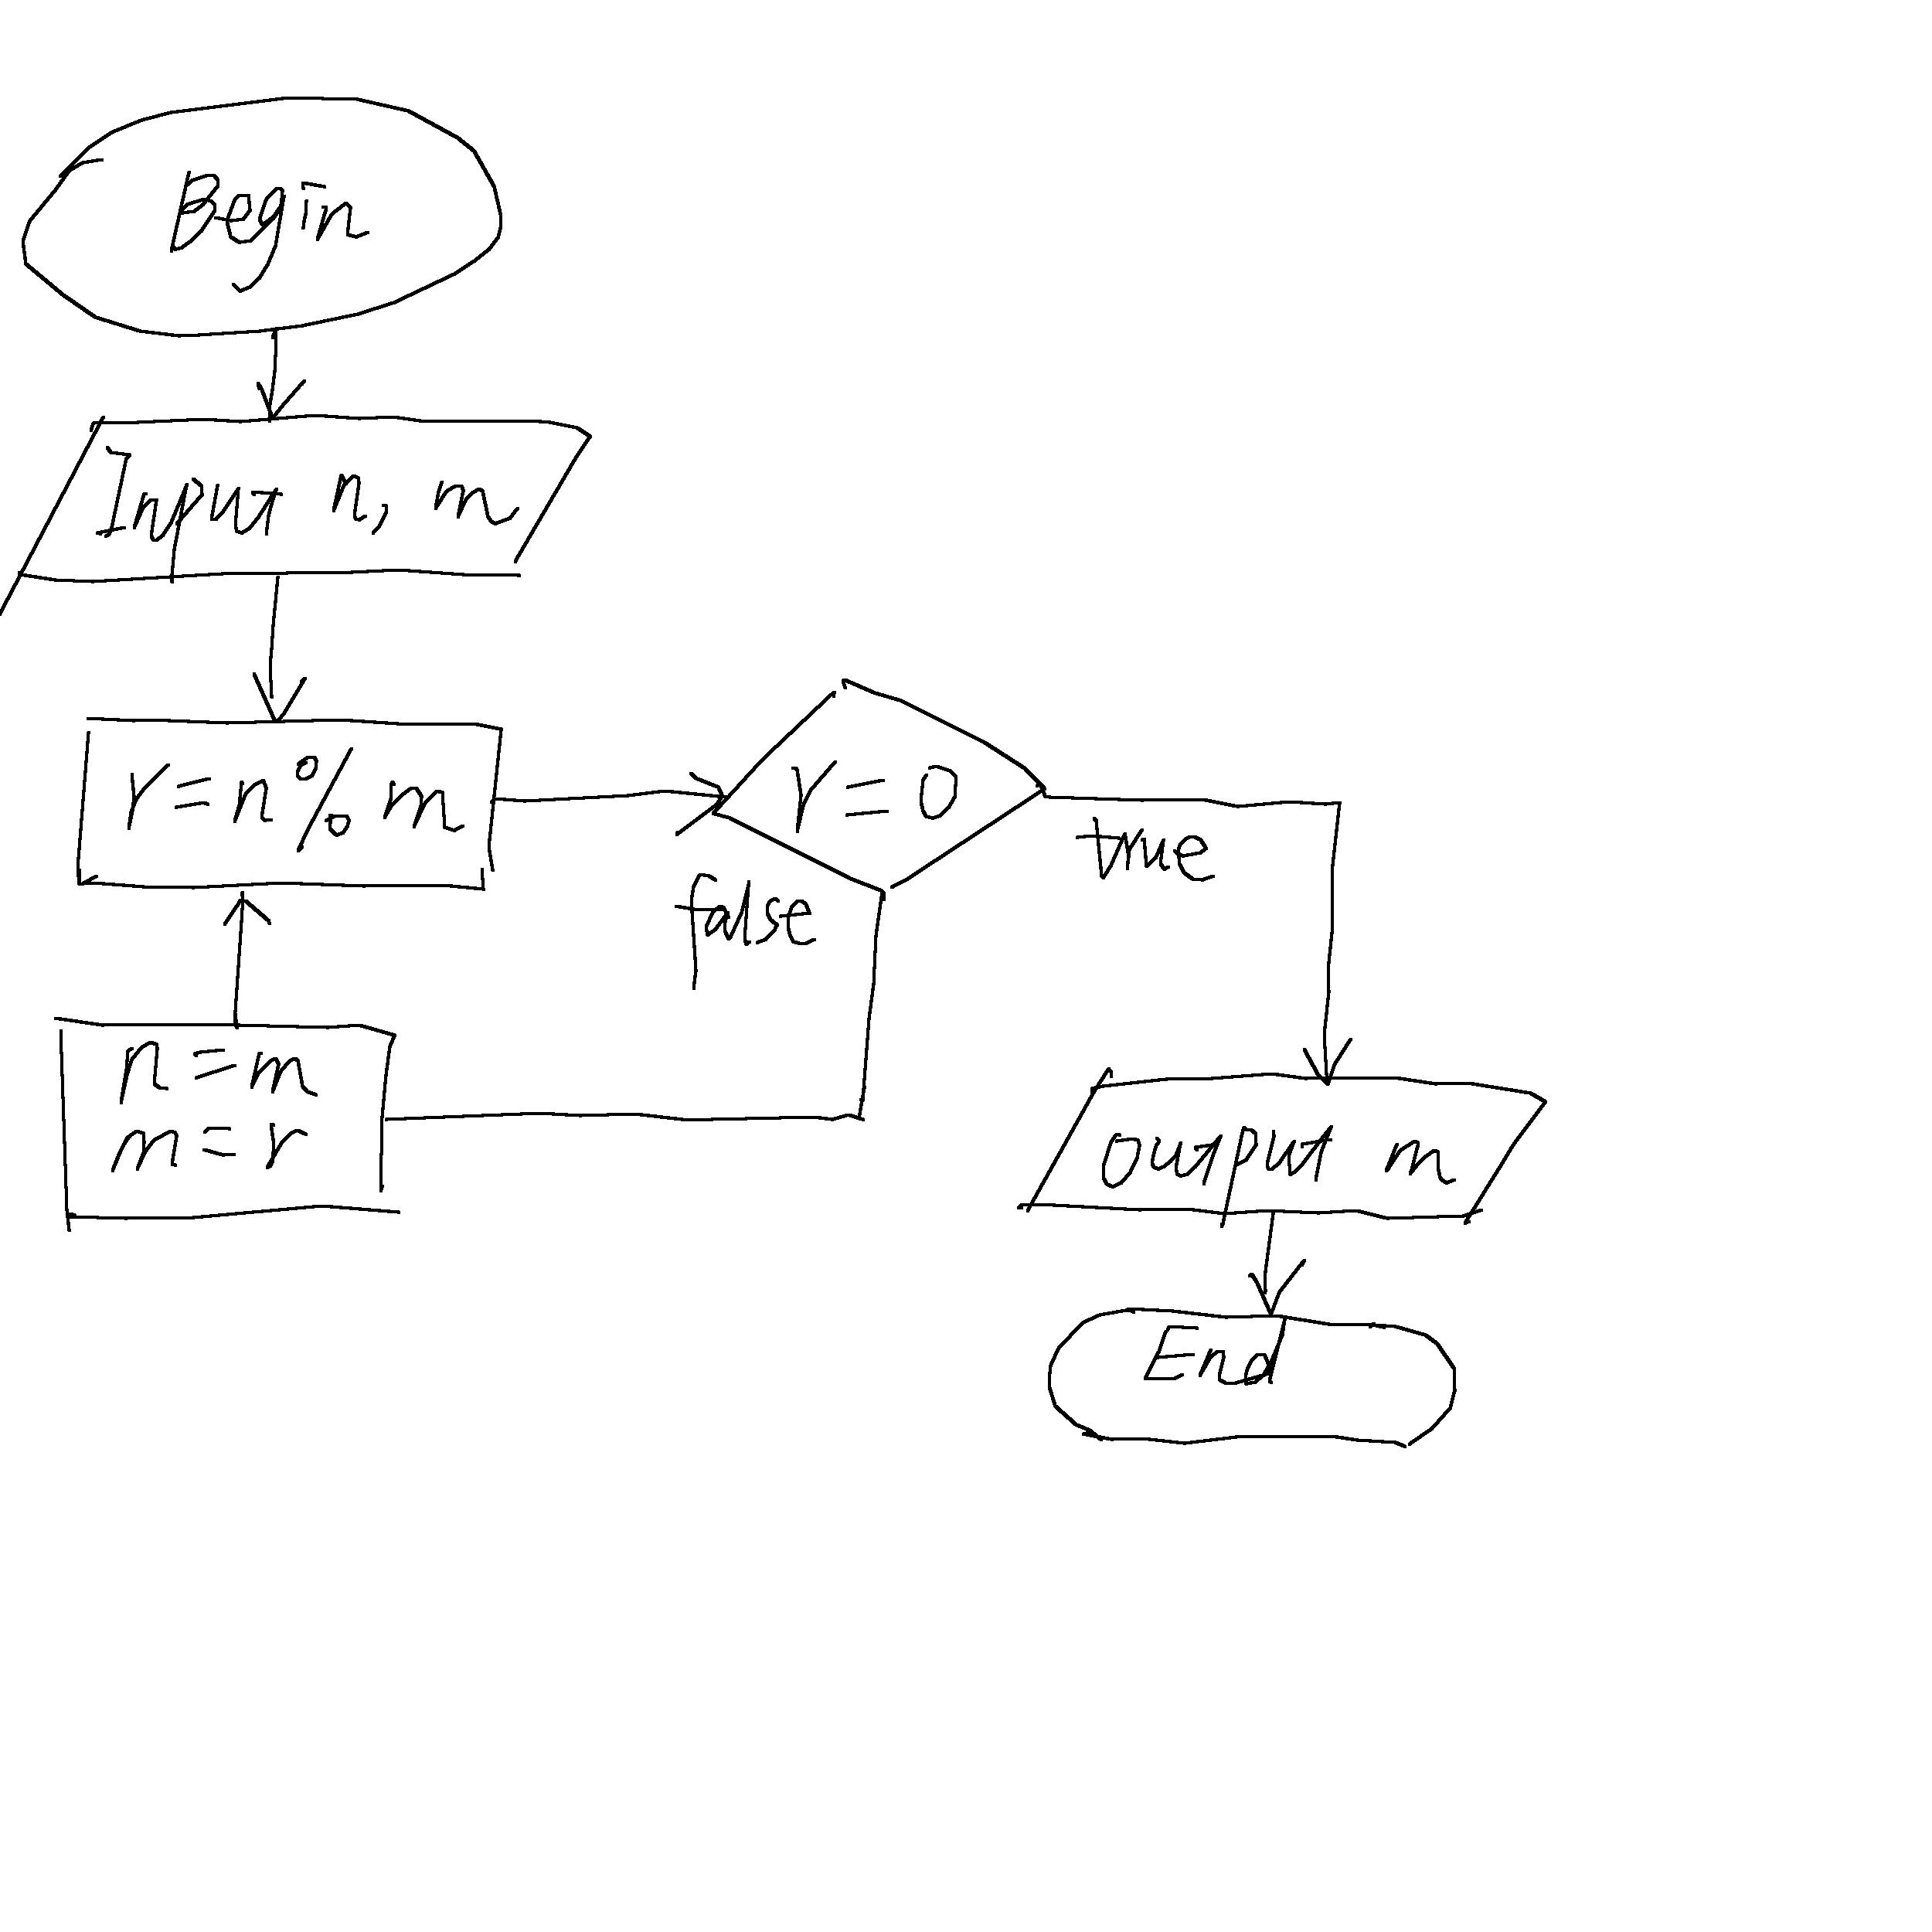 Begin
Input n, m
r=n%m
r=0
true
false
n=m
m=r
output m
End